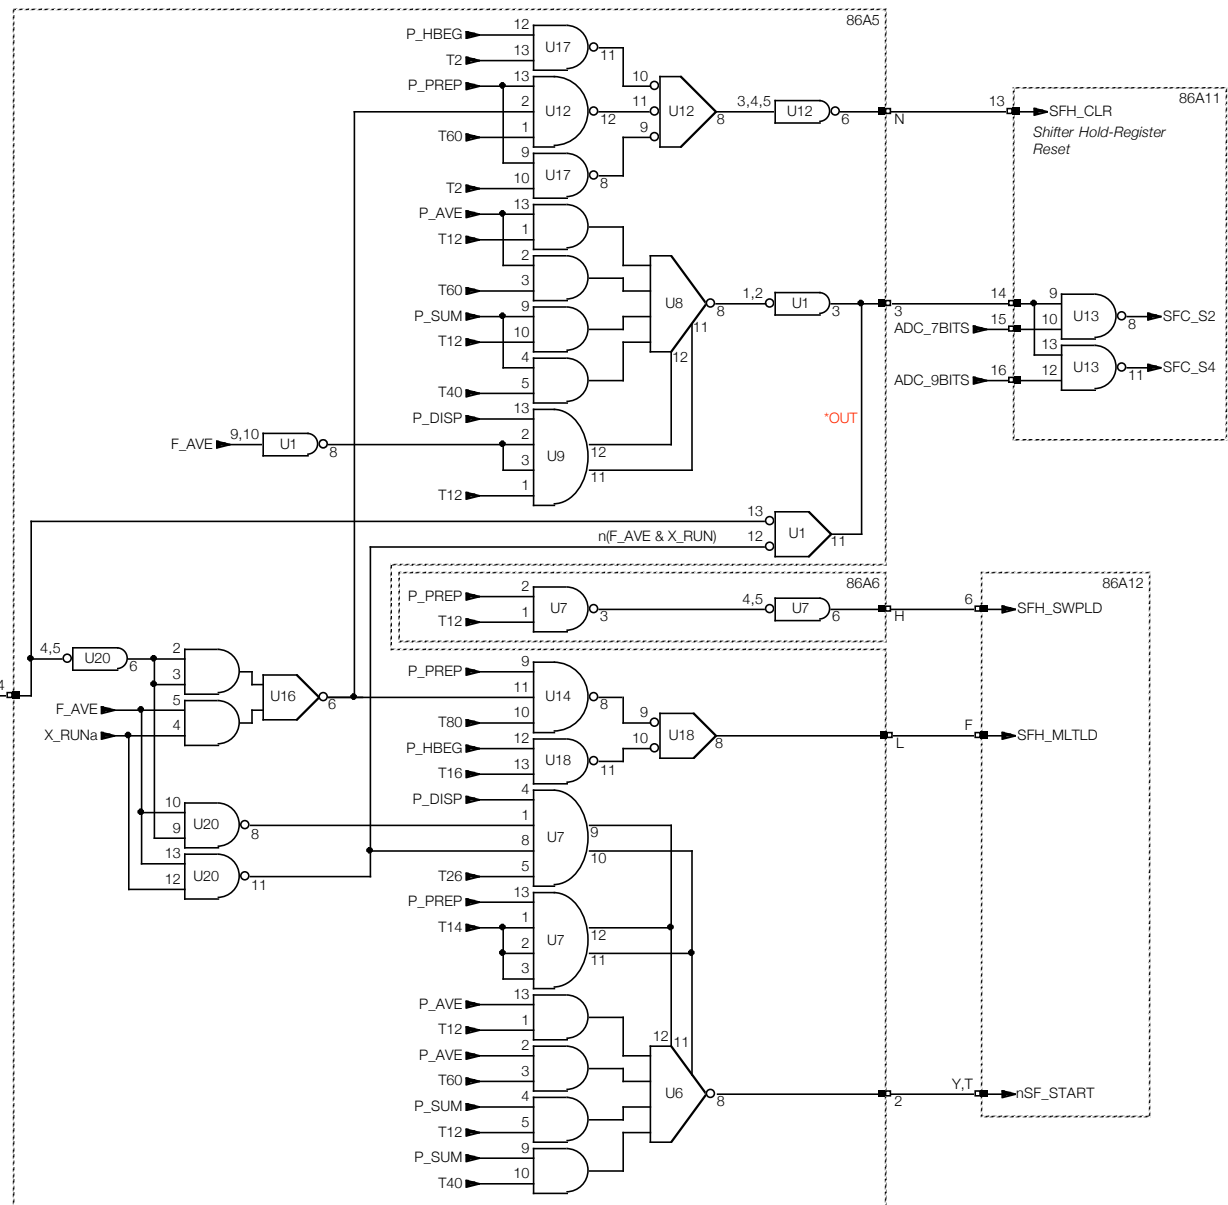 86A5
P_HBEG 12
T2 13
U17
11
P_PREP 13
2
T60 1
U12
12
9
T2 10
U17
8
10
11
9
U12
8
3,4,5
U12
6
N
13
SFH_CLR
86A11
Shifter Hold-Register
Reset
P_AVE 13
T12 1
2
T60 3
P_SUM 9
T12 10
4
T40 5
U8
8
11
12
1,2
U1
3
3
14
ADC_7BITS 15
ADC_9BITS 16
9
10
U13
8
SFC_S2
13
12
U13
11
SFC_S4
*OUT
P_DISP 13
F_AVE 9,10
U1
8
2
3
T12 1
U9
12
11
n(F_AVE & X_RUN)
13
12
U1
11
86A6
P_PREP 2
T12 1
U7
3
4,5
U7
6
H
6
SFH_SWPLD
86A12
4
4,5
U20
6
2
3
F_AVE 5
X_RUNa 4
U16
6
P_PREP 9
11
T80 10
U14
8
P_HBEG 12
T16 13
U18
11
9
10
U18
8
L
F
SFH_MLTLD
10
9
U20
8
13
12
U20
11
P_DISP 4
1
8
T26 5
U7
9
10
P_PREP 13
T14 1
2
3
U7
12
11
P_AVE 13
T12 1
P_AVE 2
T60 3
P_SUM 4
T12 5
P_SUM 9
T40 10
12
11
U6
8
2
Y,T
nSF_START